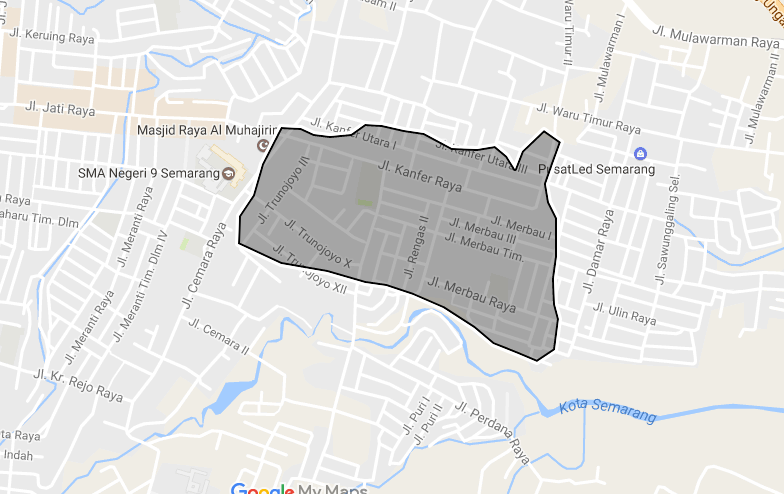 sam II
Waru Timur II
Jl. Mulawarman I
Jl. Mulawarman Raya
Jl. Mulawarman II
Jl. Keruing Raya
Jl. Jati Raya
Jl. Waru Timur Raya
Masjid Raya Al Muhajirin
Jl. Kanfer Utara I
Jl. Kanfer Utara III
SMA Negeri 9 Semarang
Jl. Trunojoyo IA
Jl. Kanfer Raya
PusatLed Semarang
Raya
aharu Tim. Dlm
Jl. Meranti Raya
Jl. Meranti Tim. Dlm IV
Jl. Cemara Raya
Jl. Trunojoyo X
Jl. Trunojoyo XII
Jl. Rengas II
Jl. Merbau I
Jl. Merbau III
Jl. Merbau Tim.
Jl. Damar Raya
Jl. Sawunggaling Sel.
Jl. Merbau Raya
Jl. Ulin Raya
Jl. Meranti Raya
Jl. Cemara II
Jl. Kr. Rejo Raya
Jl. Puri I
Jl. Puri II
Jl. Perdana Raya
Kota Semarang
ta Raya
Indah
Google My Maps